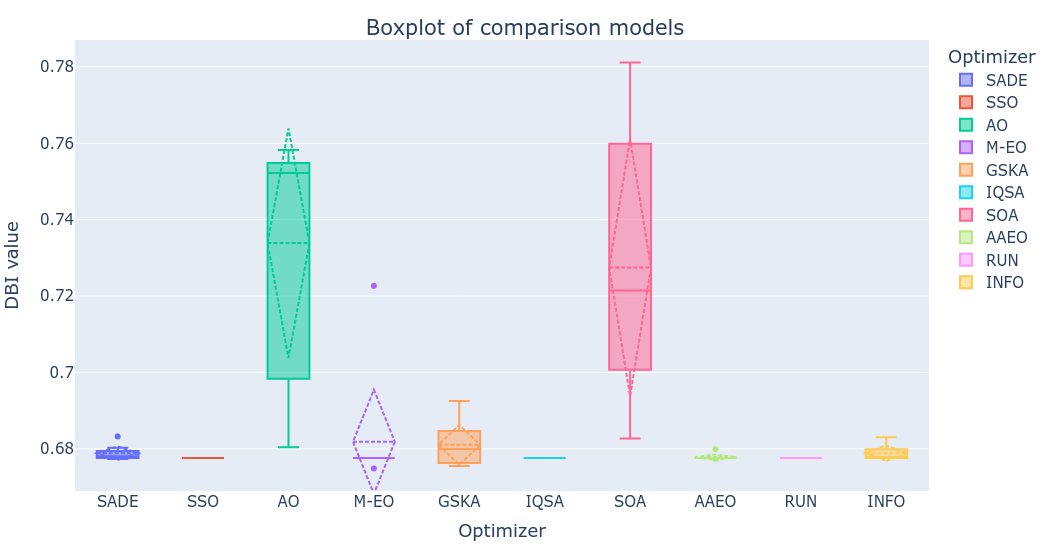 Boxplot of comparison models
DBI value
0.78
0.76
0.74
0.72
0.7
0.68
SADE
SSO
AO
M-EO
GSKA
IQSA
SOA
AAEO
RUN
INFO
Optimizer
Optimizer
SADE
SSO
AO
M-EO
GSKA
IQSA
SOA
AAEO
RUN
INFO